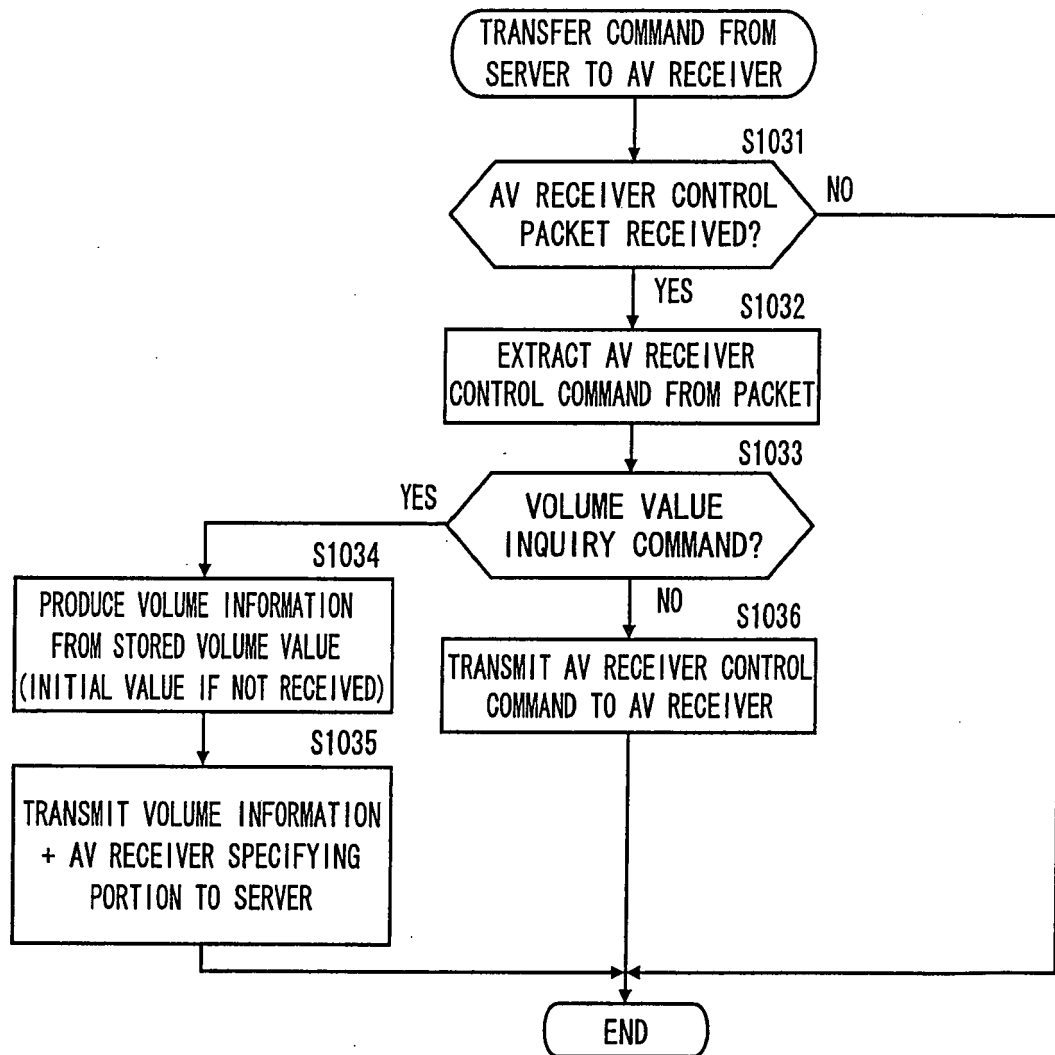 TRANSFER COMMAND FROM
SERVER TO AV RECEIVER
S1031
AV RECEIVER CONTROL
PACKET RECEIVED?
NO
YES
S1032
EXTRACT AV RECEIVER
CONTROL COMMAND FROM PACKET
S1033
VOLUME VALUE
INQUIRY COMMAND?
YES
S1034
PRODUCE VOLUME INFORMATION
FROM STORED VOLUME VALUE
(INITIAL VALUE IF NOT RECEIVED)
S1035
TRANSMIT VOLUME INFORMATION
+ AV RECEIVER SPECIFYING
PORTION TO SERVER
NO
S1036
TRANSMIT AV RECEIVER CONTROL
COMMAND TO AV RECEIVER
END